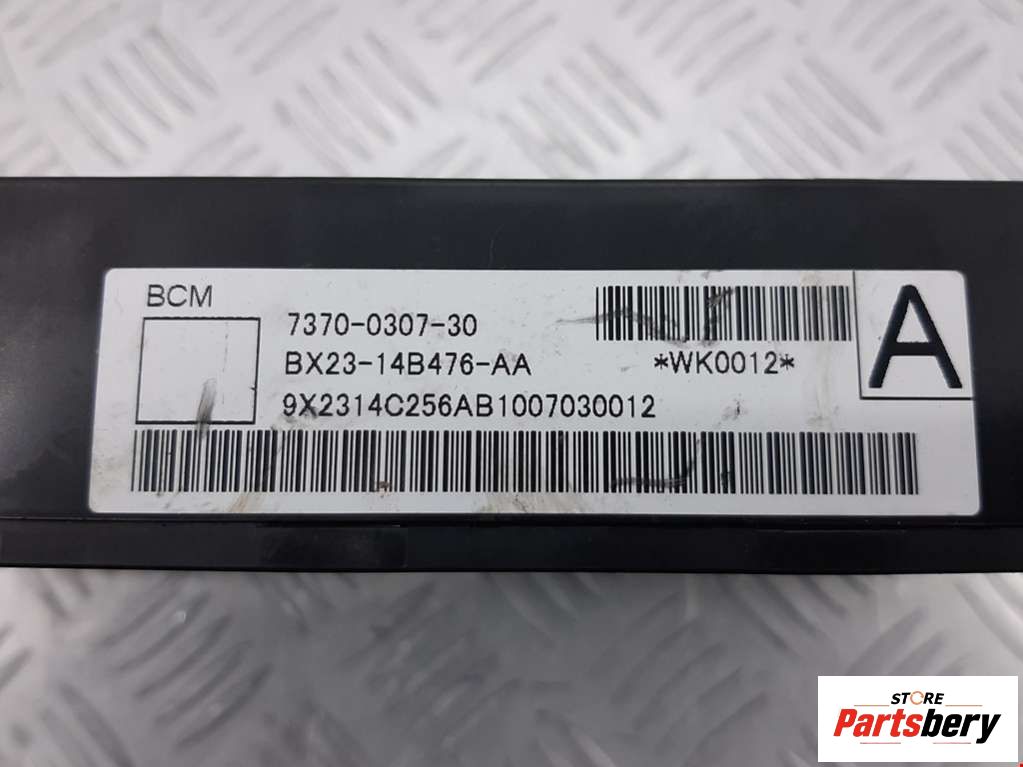 BCM
7370-0307-30
BX23-14B476-AA
*WK0012*
A
9X2314C256AB1007030012
STORE
Partsbery